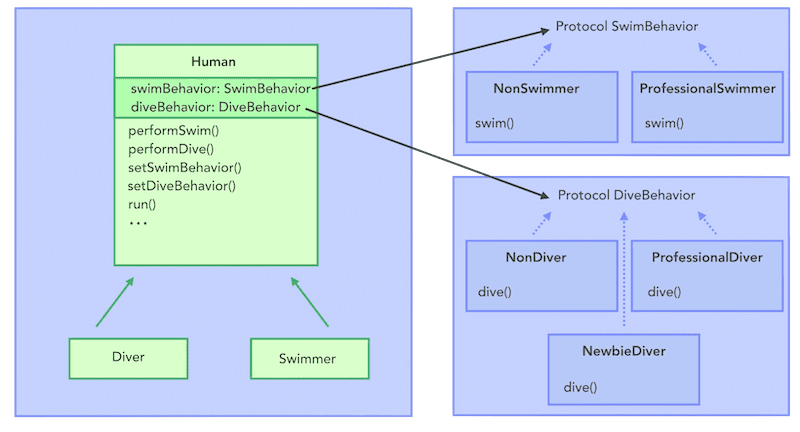 Human
swimBehavior: SwimBehavior
diveBehavior: DiveBehavior
performSwim()
performDive()
setSwimBehavior()
setDiveBehavior()
run()
...
Diver
Swimmer
Protocol SwimBehavior
NonSwimmer
swim()
ProfessionalSwimmer
swim()
Protocol DiveBehavior
NonDiver
dive()
ProfessionalDiver
dive()
NewbieDiver
dive()